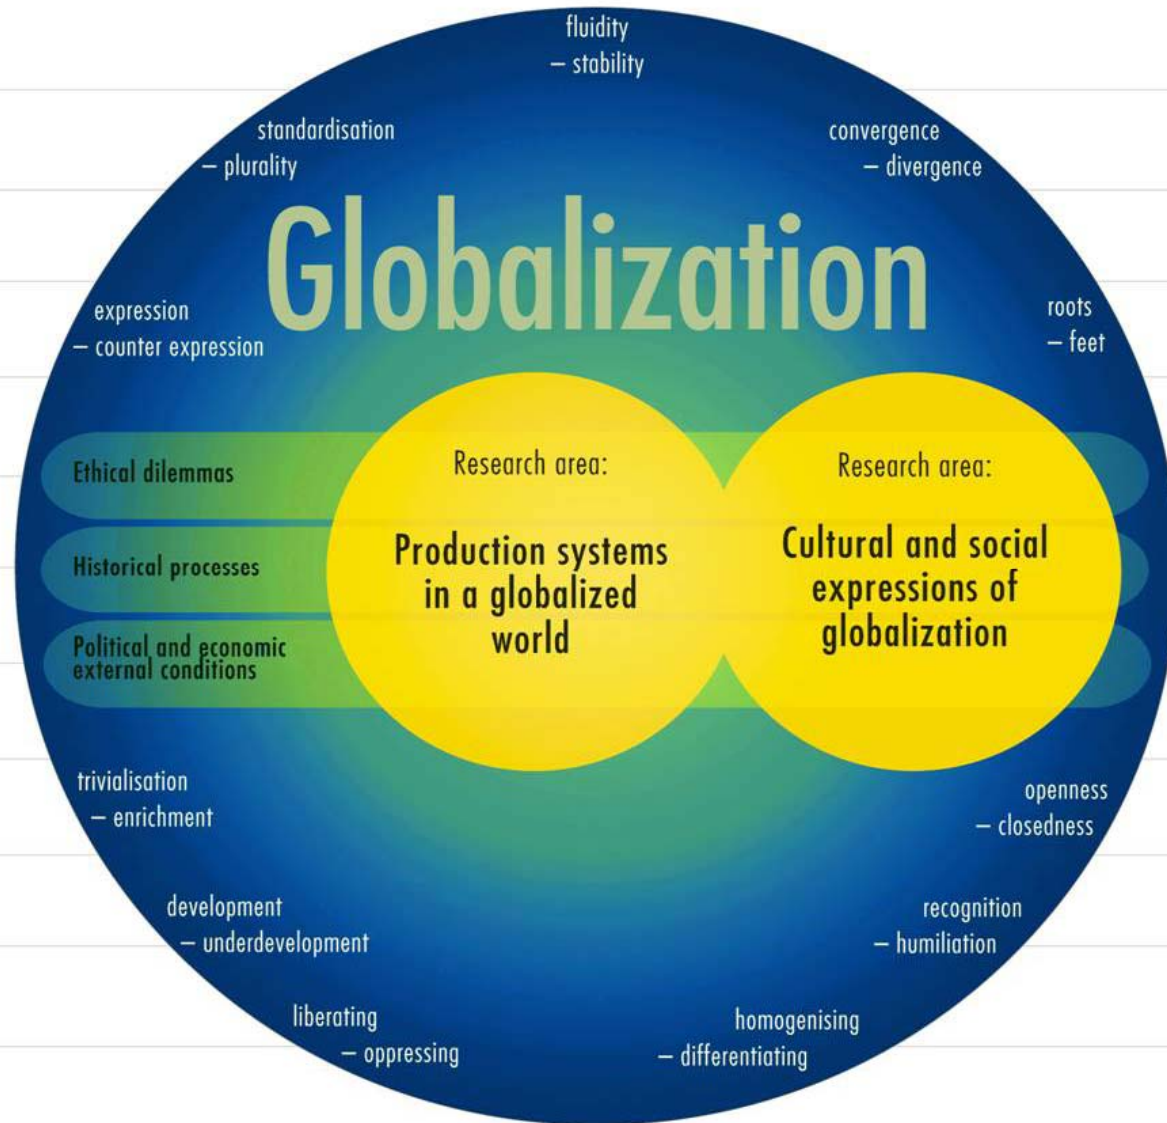 fluidity
– stability
standardisation
– plurality
convergence
– divergence
Globalization
expression
– counter expression
roots
– feet
Ethical dilemmas
Historical processes
Political and economic
external conditions
Research area:
Production systems
in a globalized
world
Research area:
Cultural and social
expressions of
globalization
trivialisation
– enrichment
openness
– closedness
development
– underdevelopment
recognition
– humiliation
liberating
– oppressing
homogenising
– differentiating